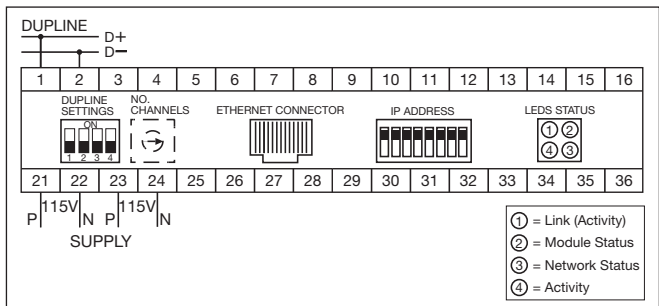 DUPLINE
D+
D−
1 2 3 4 5 6 7 8 9 10 11 12 13 14 15 16
DUPLINE SETTINGS
ON
1 2 3 4
NO. CHANNELS
ETHERNET CONNECTOR
IP ADDRESS
LEDS STATUS
1 2
4 3
21 22 23 24 25 26 27 28 29 30 31 32 33 34 35 36
P 115V N P 115V N
SUPPLY
1 = Link (Activity)
2 = Module Status
3 = Network Status
4 = Activity